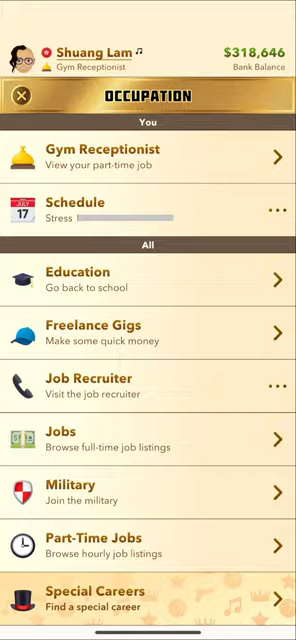 Shuang Lam
$318,646
Gym Receptionist
Bank Balance
OCCUPATION
You
Gym Receptionist
View your part-time job
JULY
17
Schedule
Stress
All
Education
Go back to school
Freelance Gigs
Make some quick money
Job Recruiter
Visit the job recruiter
Jobs
Browse full-time job listings
Military
Join the military
Part-Time Jobs
Browse hourly job listings
Special Careers
Find a special career